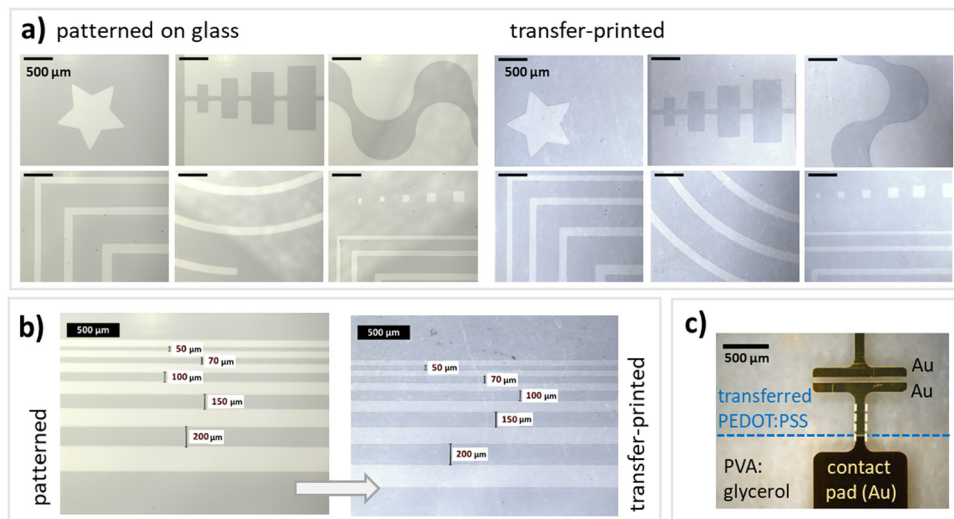 a) patterned on glass
transfer-printed
500 µm
500 µm
b)
500 µm
50 µm
70 µm
100 µm
150 µm
200 µm
patterned
500 µm
50 µm
70 µm
100 µm
150 µm
200 µm
transfer-printed
c)
500 µm
Au
Au
transferred
PEDOT:PSS
PVA:
glycerol
contact
pad (Au)